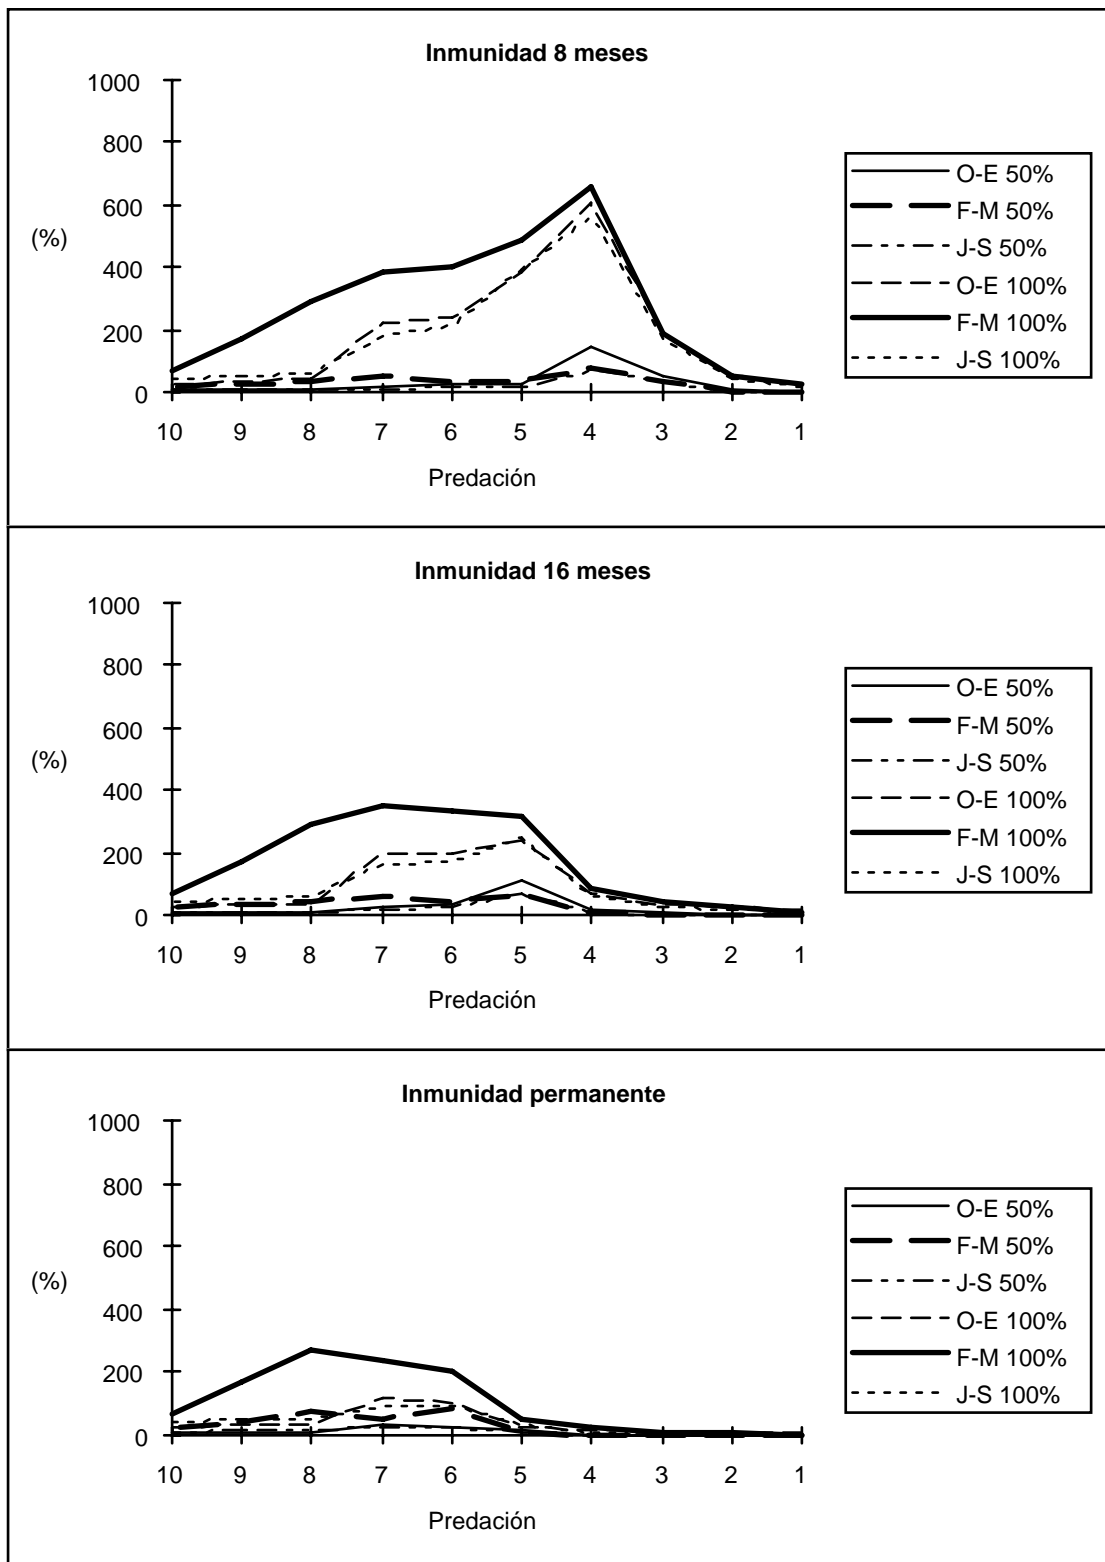 Inmunidad 8 meses
1000
800
600
(%)
400
200
0
10 9 8 7 6 5 4 3 2 1
Predación
O-E 50%
F-M 50%
J-S 50%
O-E 100%
F-M 100%
J-S 100%
Inmunidad 16 meses
1000
800
600
(%)
400
200
0
10 9 8 7 6 5 4 3 2 1
Predación
O-E 50%
F-M 50%
J-S 50%
O-E 100%
F-M 100%
J-S 100%
Inmunidad permanente
1000
800
600
(%)
400
200
0
10 9 8 7 6 5 4 3 2 1
Predación
O-E 50%
F-M 50%
J-S 50%
O-E 100%
F-M 100%
J-S 100%